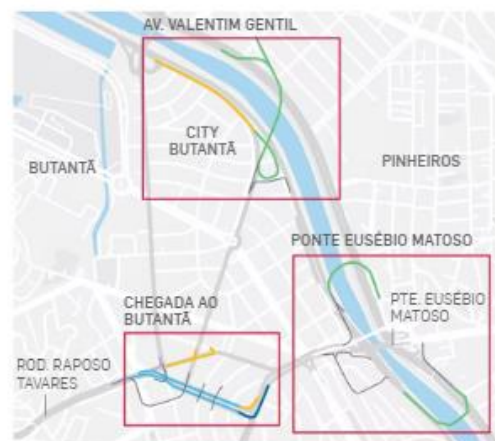 AV. VALENTIM GENTIL
CITY
BUTANTÃ
BUTANTÃ
PINHEIROS
PONTE EUSÉBIO MATOSO
CHEGADA AO
BUTANTÃ
PTE. EUSÉBIO
MATOSO
ROD. RAPOSO
TAVARES